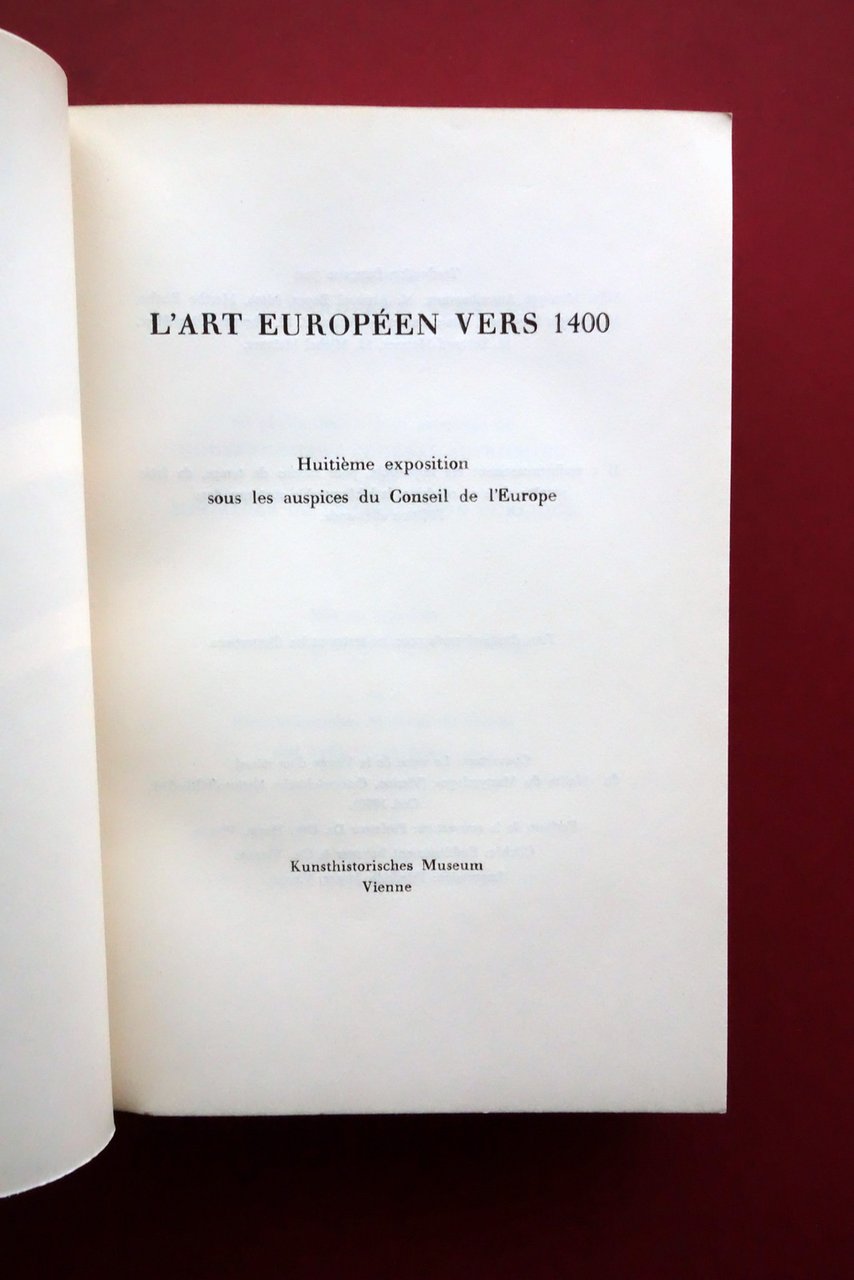 L'ART EUROPÉEN VERS 1400
Huitième exposition
sous les auspices du Conseil de l'Europe
Kunsthistorisches Museum
Vienne